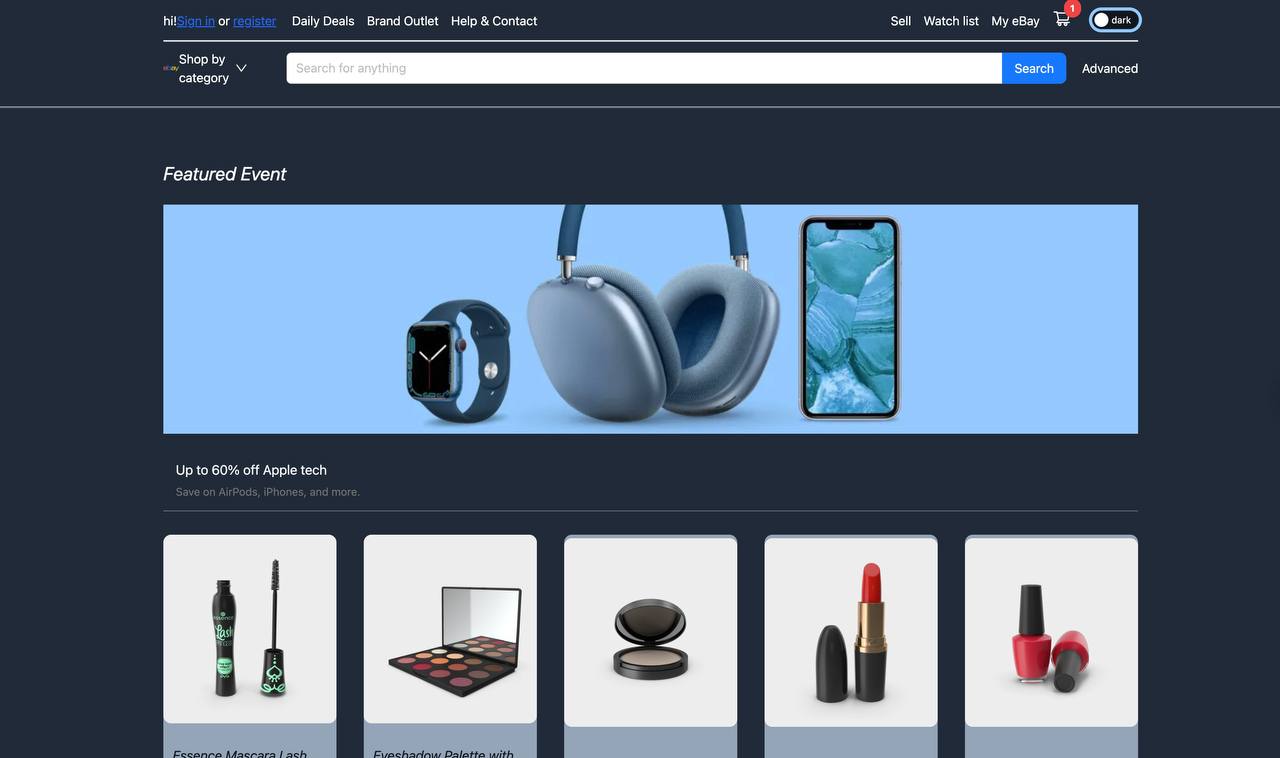 hi!Sign in or register Daily Deals Brand Outlet Help & Contact Sell Watch list My eBay 1 dark
ebay Shop by category Search for anything Search Advanced
Featured Event
Up to 60% off Apple tech
Save on AirPods, iPhones, and more.
essence
Lash
Essence Mascara Lash Eyeshadow Palette with